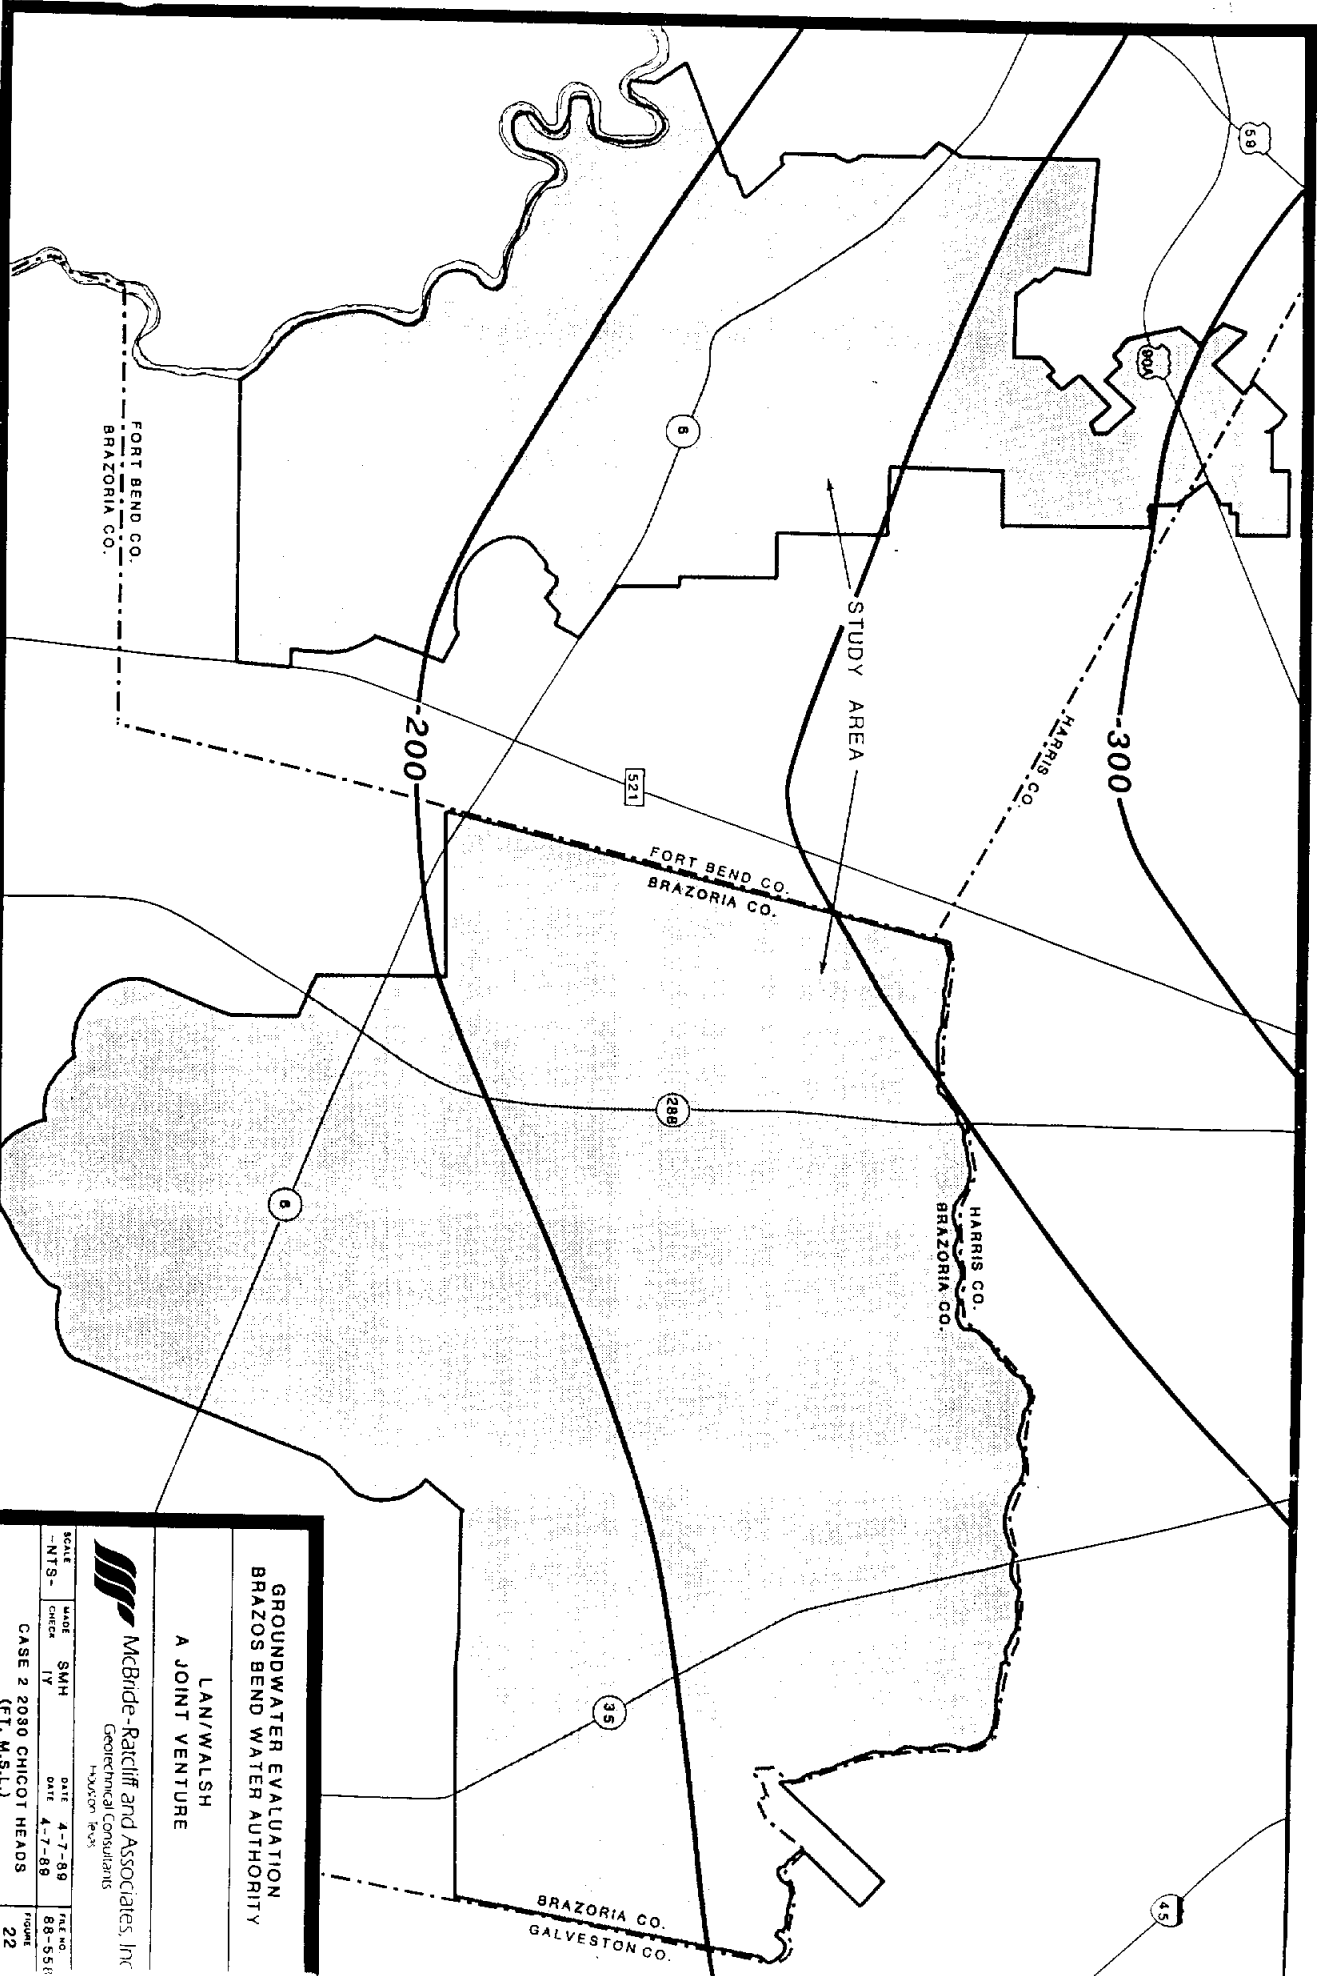 59
90A
6
FORT BEND CO.
BRAZORIA CO.
STUDY AREA
HARRIS CO.
-300
-200
521
FORT BEND CO.
BRAZORIA CO.
288
6
HARRIS CO.
BRAZORIA CO.
35
45
BRAZORIA CO.
GALVESTON CO.
GROUNDWATER EVALUATION
BRAZOS BEND WATER AUTHORITY
LAN/WALSH
A JOINT VENTURE
McBride-Ratcliff and Associates, Inc
Geotechnical Consultants
Houston, Texas
SCALE
-NTS-
MADE SMH
DATE 4-7-89
FILE NO.
88-558
CHECK IY
DATE 4-7-89
CASE 2 2030 CHICOT HEADS
(FT. M.S.L.)
FIGURE
22